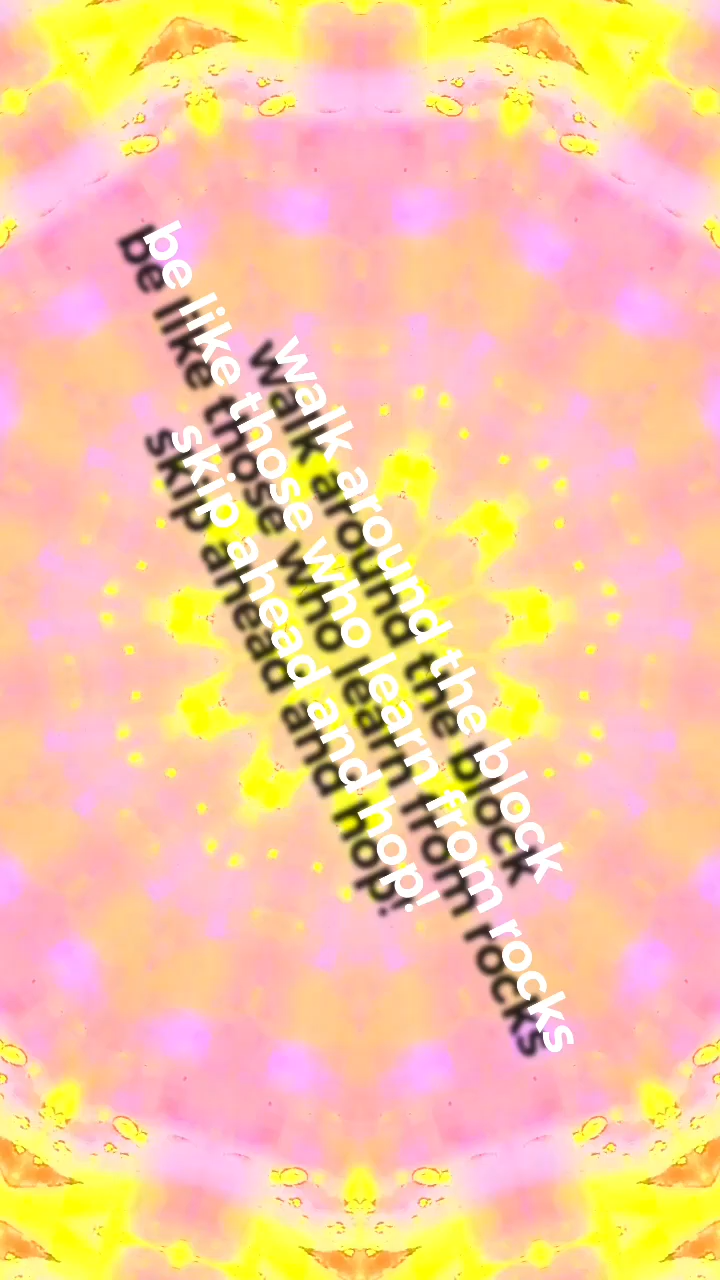 walk around the block
be like those who learn from rocks
skip ahead and hop!